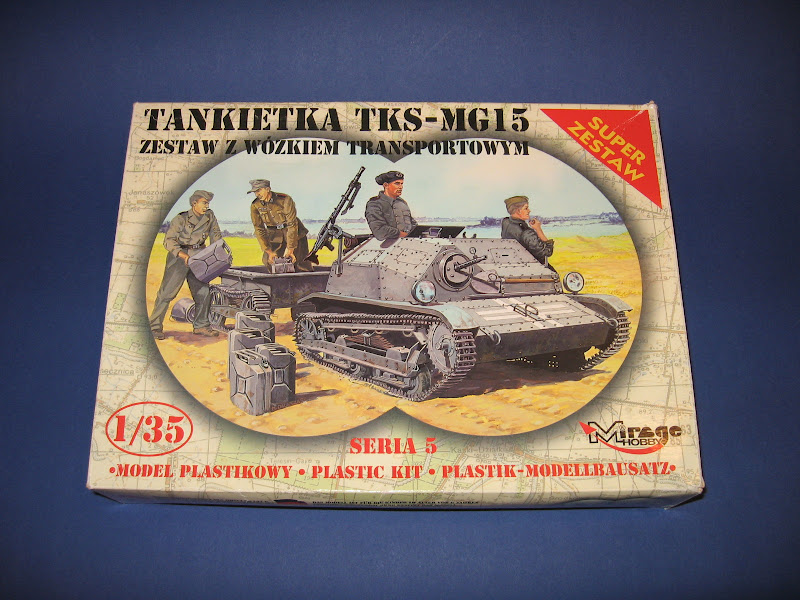 TANKIETKA TKS-MG15
ZESTAW Z WÓZKIEM TRANSPORTOWYM
SUPER
ZESTAW
1/35
SERIA 5
Mirage
HOBBY
•MODEL PLASTIKOWY • PLASTIC KIT • PLASTIK-MODELLBAUSATZ•